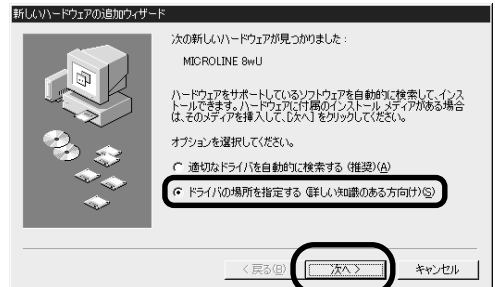 新しいハードウェアの追加ウィザード
次の新しいハードウェアが見つかりました：
MICROLINE 8wU
ハードウェアをサポートしているソフトウェアを自動的に検索して、インス
トールできます。ハードウェアに付属のインストール メディアがある場合
は、そのメディアを挿入して、[次へ] をクリックしてください。
オプションを選択してください。
適切なドライバを自動的に検索する (推奨)(A)
ドライバの場所を指定する (詳しい知識のある方向け)(S)
< 戻る(B)
次へ >
キャンセル